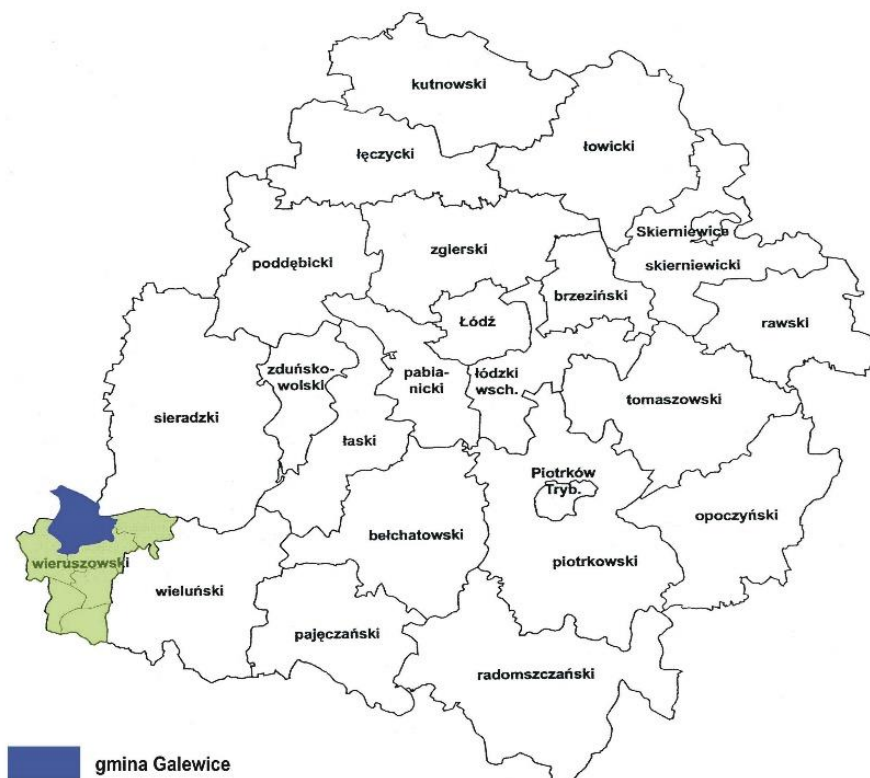 kutnowski
łęczycki
łowicki
Skierniewice
skierniewicki
zgierski
poddębicki
brzeziński
rawski
Łódź
zduńsko-
wolski
pabia-
nicki
łódzki
wsch.
tomaszowski
sieradzki
łaski
Piotrków
Tryb.
opoczyński
bełchatowski
piotrkowski
wieruszowski
wieluński
pajęczański
radomszczański
gmina Galewice